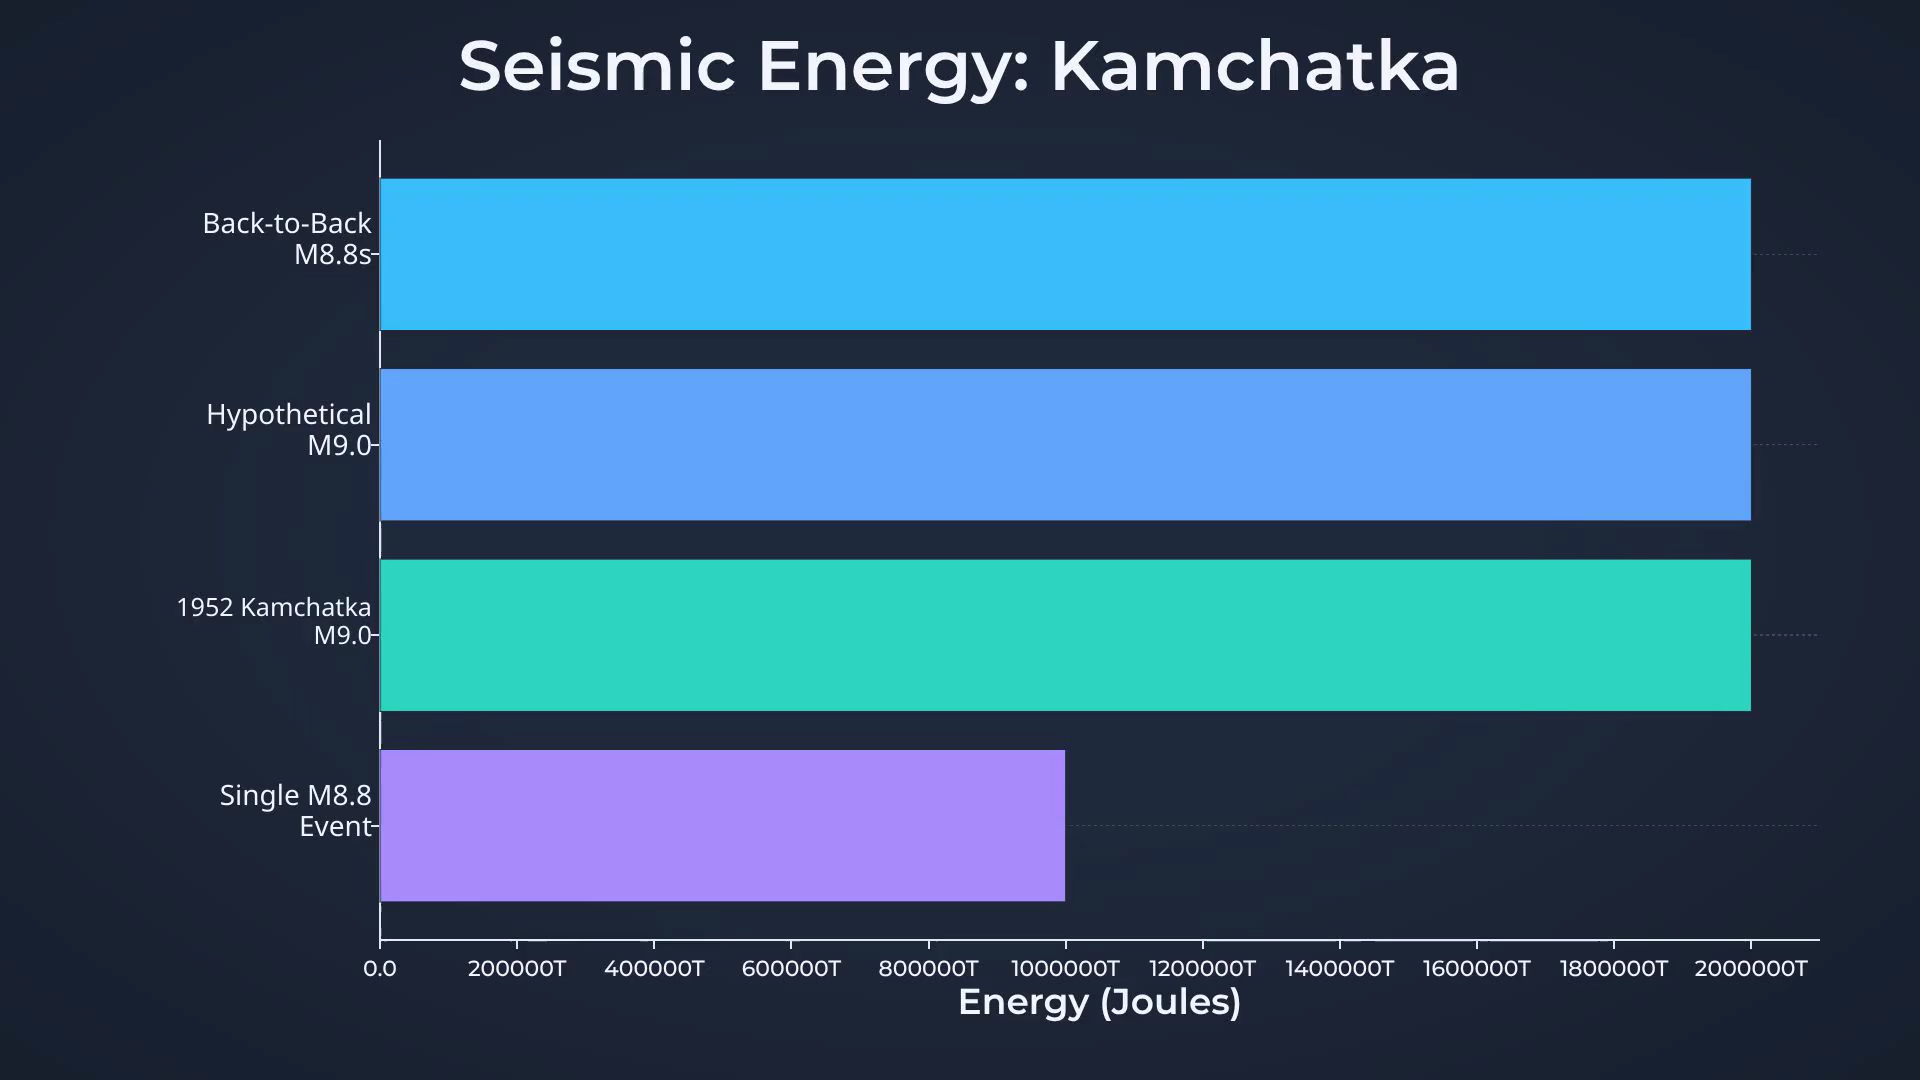 Seismic Energy: Kamchatka
Back-to-Back
M8.8s
Hypothetical
M9.0
1952 Kamchatka
M9.0
Single M8.8
Event
0.0 200000T 400000T 600000T 800000T 1000000T 1200000T 1400000T 1600000T 1800000T 2000000T
Energy (Joules)